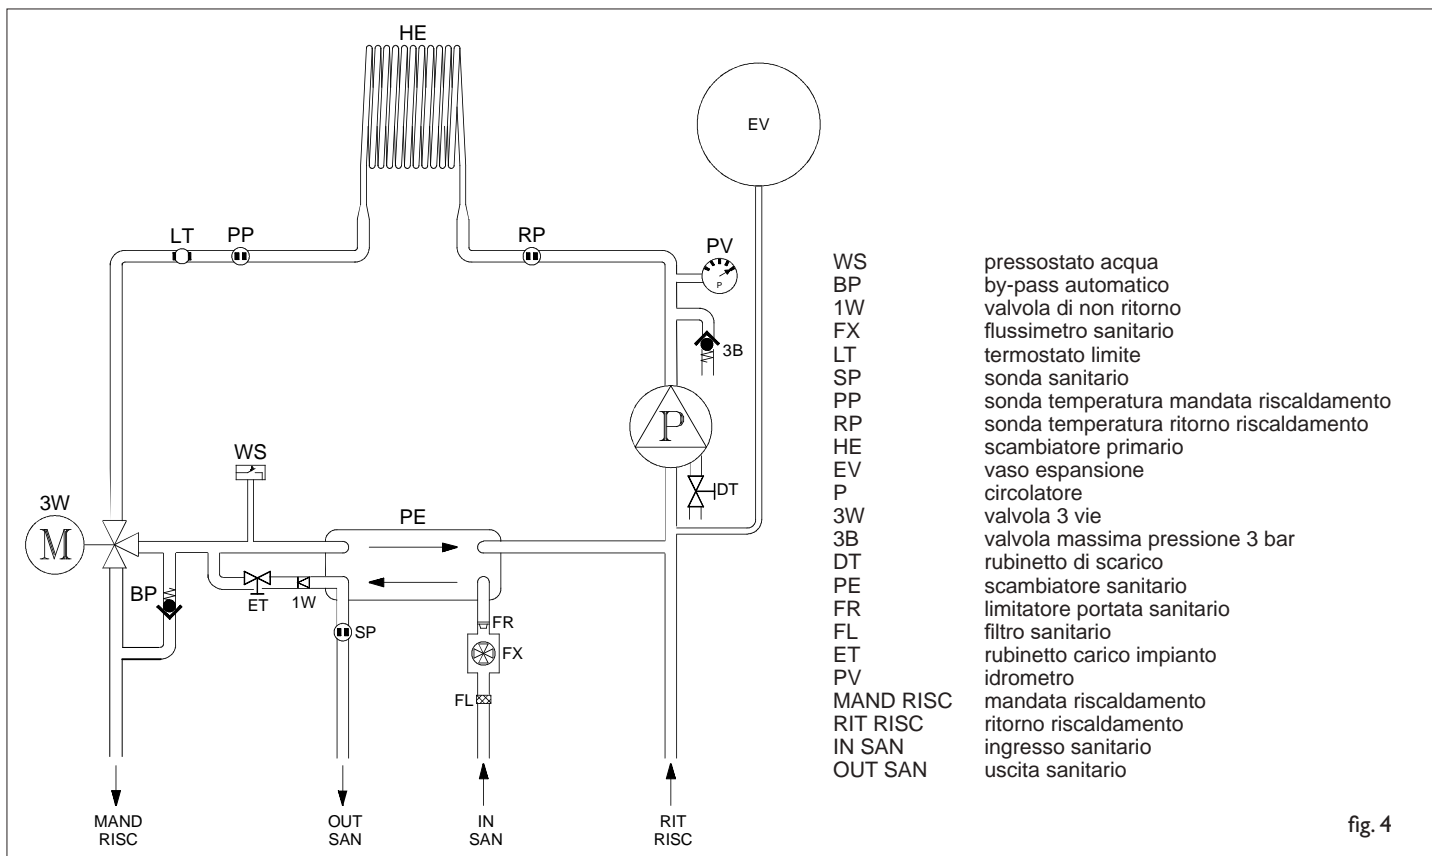 HE
EV
LT
PP
RP
PV
P
3B
P
DT
WS
3W
M
PE
BP
ET
1W
SP
FR
FX
FL
MAND
RISC
OUT
SAN
IN
SAN
RIT
RISC
WS pressostato acqua
BP by-pass automatico
1W valvola di non ritorno
FX flussimetro sanitario
LT termostato limite
SP sonda sanitario
PP sonda temperatura mandata riscaldamento
RP sonda temperatura ritorno riscaldamento
HE scambiatore primario
EV vaso espansione
P circolatore
3W valvola 3 vie
3B valvola massima pressione 3 bar
DT rubinetto di scarico
PE scambiatore sanitario
FR limitatore portata sanitario
FL filtro sanitario
ET rubinetto carico impianto
PV idrometro
MAND RISC mandata riscaldamento
RIT RISC ritorno riscaldamento
IN SAN ingresso sanitario
OUT SAN uscita sanitario
fig. 4